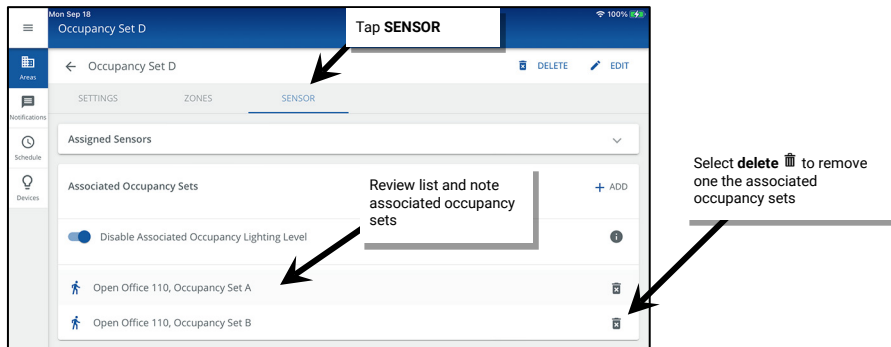 Mon Sep 18
100%
Occupancy Set D
Tap SENSOR
Areas
Occupancy Set D
DELETE
EDIT
Notifications
SETTINGS
ZONES
SENSOR
Schedule
Assigned Sensors
Devices
Associated Occupancy Sets
+ ADD
Review list and note
associated occupancy
sets
Disable Associated Occupancy Lighting Level
Open Office 110, Occupancy Set A
Open Office 110, Occupancy Set B
Select delete to remove
one the associated
occupancy sets